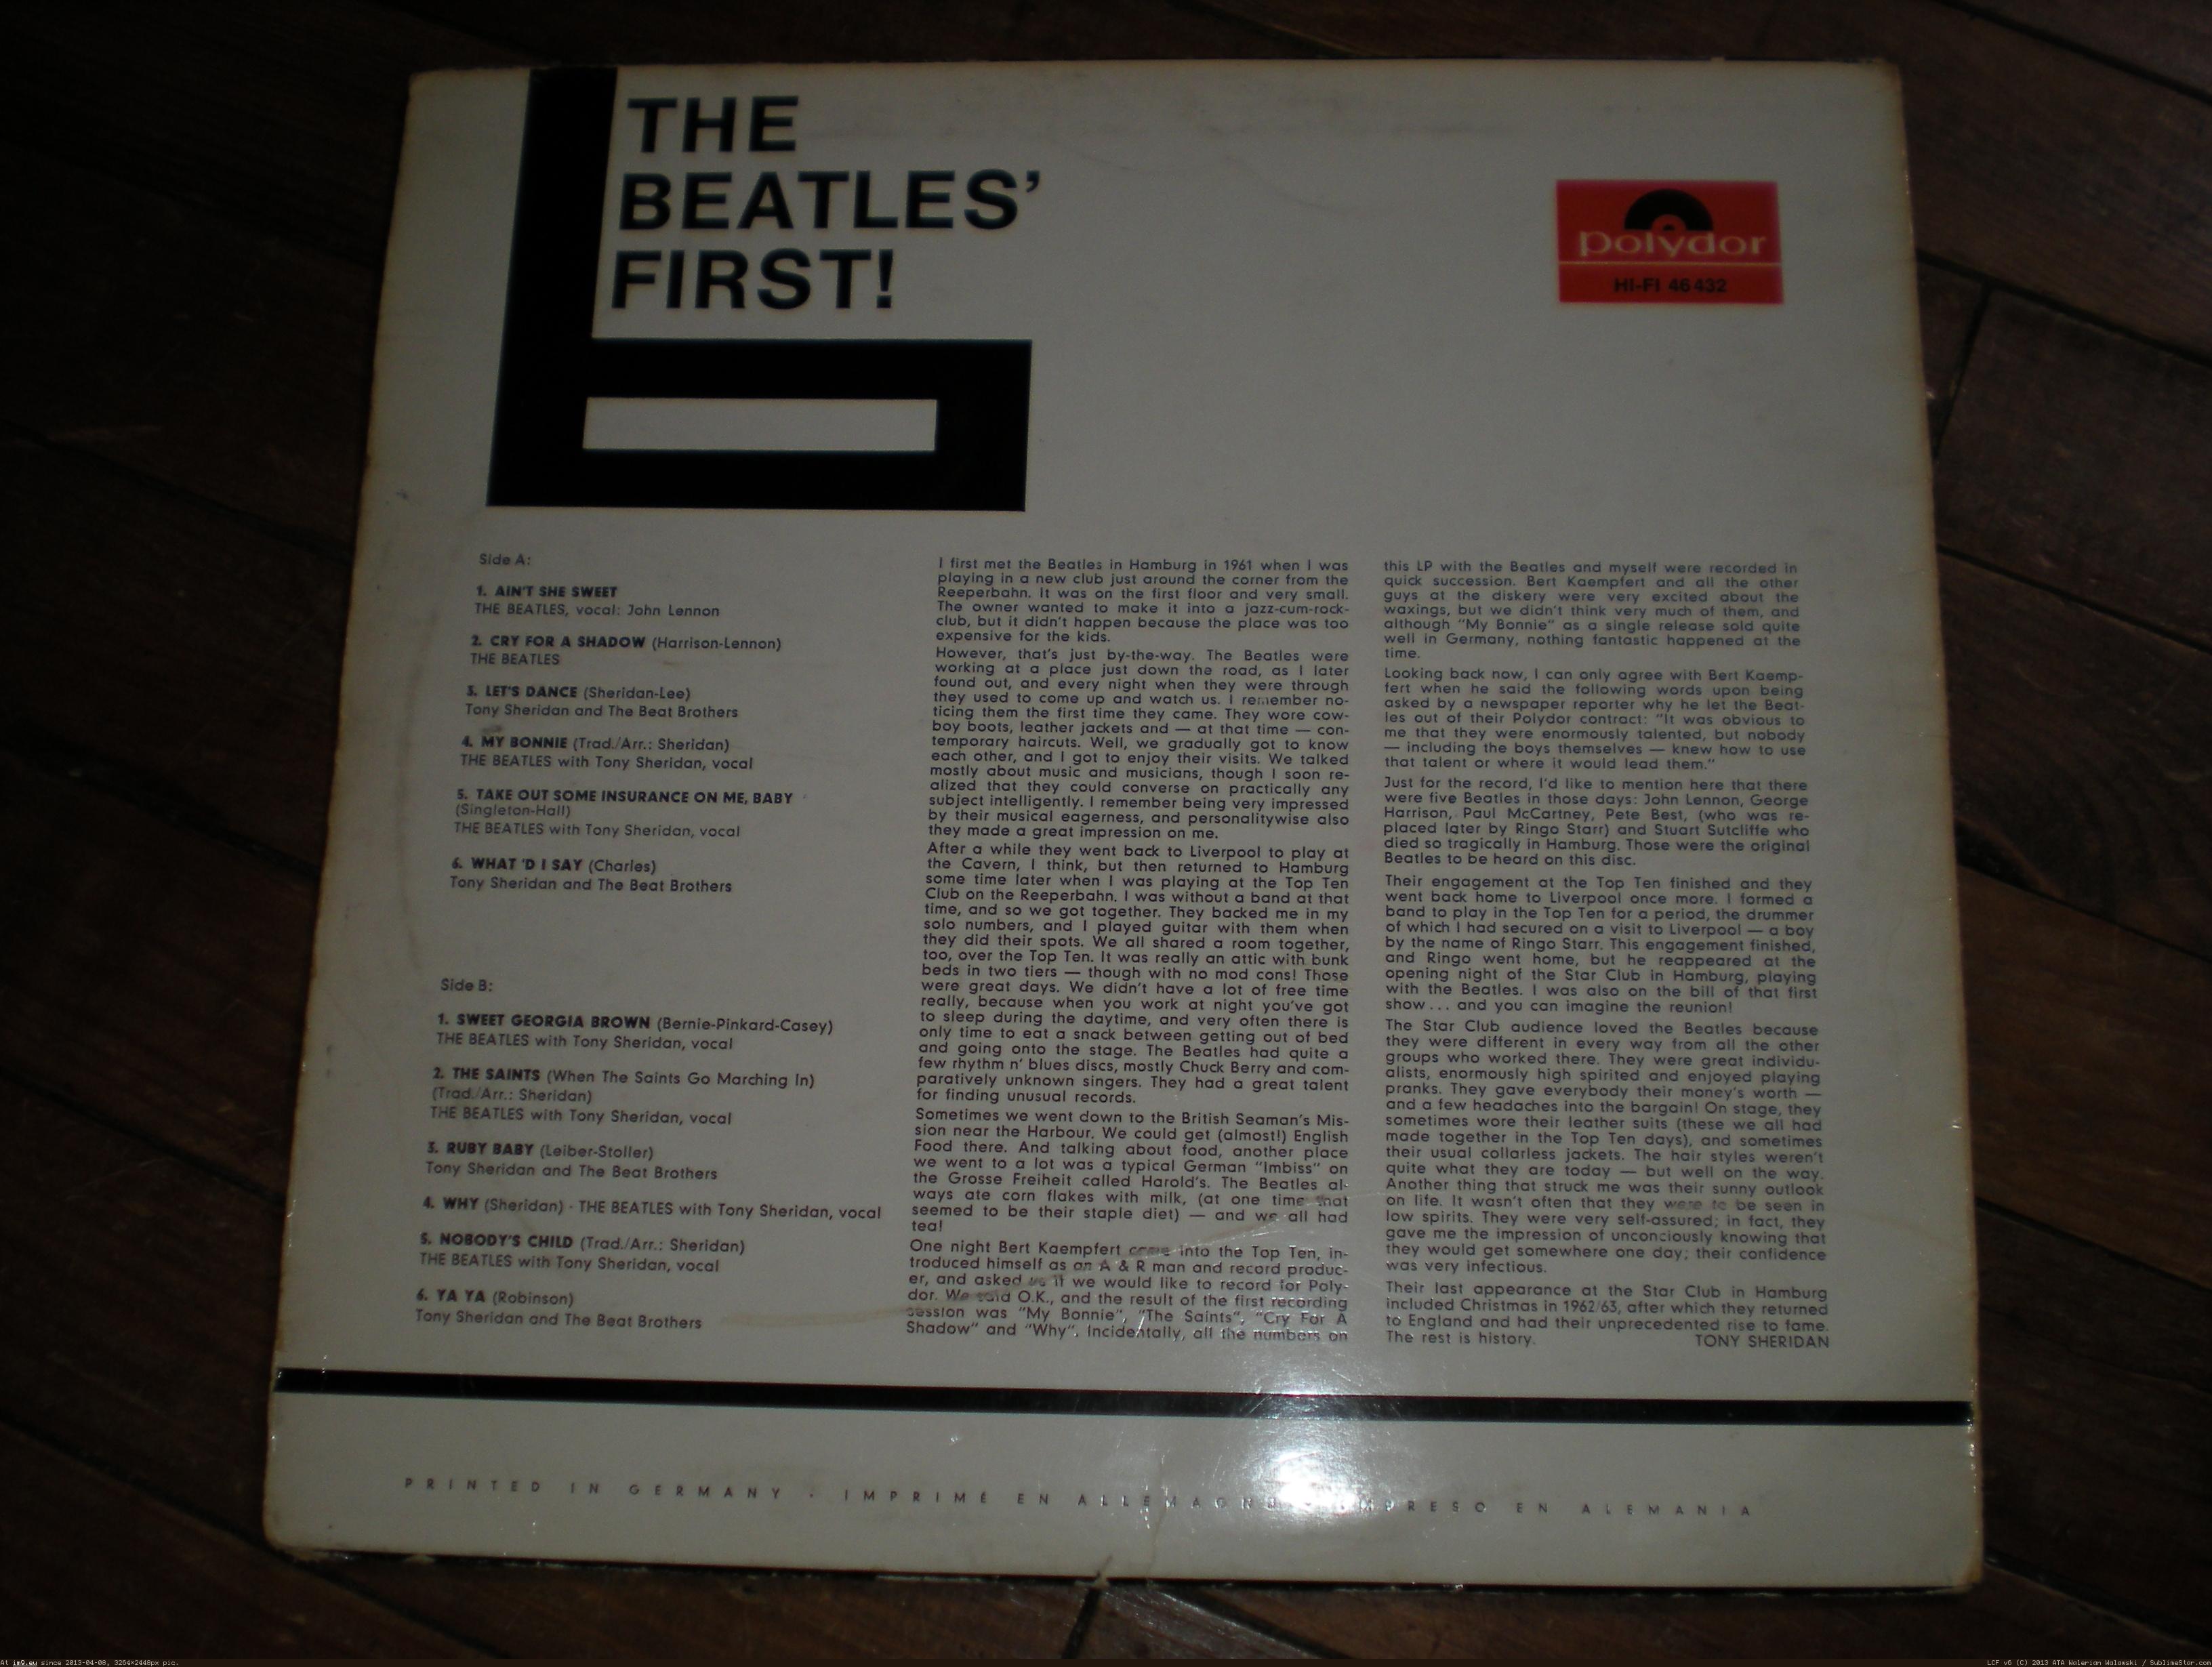 THE
BEATLES'
FIRST!
polydor
HI-FI 46 432
Side A:
1. AIN'T SHE SWEET
THE BEATLES, vocal: John Lennon
2. CRY FOR A SHADOW (Harrison-Lennon)
THE BEATLES
3. LET'S DANCE (Sheridan-Lee)
Tony Sheridan and The Beat Brothers
4. MY BONNIE (Trad./Arr.: Sheridan)
THE BEATLES with Tony Sheridan, vocal
5. TAKE OUT SOME INSURANCE ON ME, BABY
(Singleton-Hall)
THE BEATLES with Tony Sheridan, vocal
6. WHAT 'D I SAY (Charles)
Tony Sheridan and The Beat Brothers
Side B:
1. SWEET GEORGIA BROWN (Bernie-Pinkard-Casey)
THE BEATLES with Tony Sheridan, vocal
2. THE SAINTS (When The Saints Go Marching In)
(Trad./Arr.: Sheridan)
THE BEATLES with Tony Sheridan, vocal
3. RUBY BABY (Leiber-Stoller)
Tony Sheridan and The Beat Brothers
4. WHY (Sheridan) · THE BEATLES with Tony Sheridan, vocal
5. NOBODY'S CHILD (Trad./Arr.: Sheridan)
THE BEATLES with Tony Sheridan, vocal
6. YA YA (Robinson)
Tony Sheridan and The Beat Brothers
I first met the Beatles in Hamburg in 1961 when I was
playing in a new club just around the corner from the
Reeperbahn. It was on the first floor and very small.
The owner wanted to make it into a jazz-cum-rock-
club, but it didn't happen because the place was too
expensive for the kids.
However, that's just by-the-way. The Beatles were
working at a place just down the road, as I later
found out, and every night when they were through
they used to come up and watch us. I remember no-
ticing them the first time they came. They wore cow-
boy boots, leather jackets and — at that time — con-
temporary haircuts. Well, we gradually got to know
each other, and I got to enjoy their visits. We talked
mostly about music and musicians, though I soon re-
alized that they could converse on practically any
subject intelligently. I remember being very impressed
by their musical eagerness, and personalitywise also
they made a great impression on me.
After a while they went back to Liverpool to play at
the Cavern, I think, but then returned to Hamburg
some time later when I was playing at the Top Ten
Club on the Reeperbahn. I was without a band at that
time, and so we got together. They backed me in my
solo numbers, and I played guitar with them when
they did their spots. We all shared a room together,
too, over the Top Ten. It was really an attic with bunk
beds in two tiers — though with no mod cons! Those
were great days. We didn't have a lot of free time
really, because when you work at night you've got
to sleep during the daytime, and very often there is
only time to eat a snack between getting out of bed
and going onto the stage. The Beatles had quite a
few rhythm n' blues discs, mostly Chuck Berry and com-
paratively unknown singers. They had a great talent
for finding unusual records.
Sometimes we went down to the British Seaman's Mis-
sion near the Harbour. We could get (almost!) English
Food there. And talking about food, another place
we went to a lot was a typical German "Imbiss" on
the Grosse Freiheit called Harold's. The Beatles al-
ways ate corn flakes with milk, (at one time that
seemed to be their staple diet) — and we all had
tea!
One night Bert Kaempfert came into the Top Ten, in-
troduced himself as an A & R man and record produc-
er, and asked us if we would like to record for Poly-
dor. We said O.K., and the result of the first recording
session was "My Bonnie", "The Saints", "Cry For A
Shadow" and "Why". Incidentally, all the numbers on
this LP with the Beatles and myself were recorded in
quick succession. Bert Kaempfert and all the other
guys at the diskery were very excited about the
waxings, but we didn't think very much of them, and
although "My Bonnie" as a single release sold quite
well in Germany, nothing fantastic happened at the
time.
Looking back now, I can only agree with Bert Kaemp-
fert when he said the following words upon being
asked by a newspaper reporter why he let the Beat-
les out of their Polydor contract: "It was obvious to
me that they were enormously talented, but nobody
— including the boys themselves — knew how to use
that talent or where it would lead them."
Just for the record, I'd like to mention here that there
were five Beatles in those days: John Lennon, George
Harrison, Paul McCartney, Pete Best, (who was re-
placed later by Ringo Starr) and Stuart Sutcliffe who
died so tragically in Hamburg. Those were the original
Beatles to be heard on this disc.
Their engagement at the Top Ten finished and they
went back home to Liverpool once more. I formed a
band to play in the Top Ten for a period, the drummer
of which I had secured on a visit to Liverpool — a boy
by the name of Ringo Starr. This engagement finished,
and Ringo went home, but he reappeared at the
opening night of the Star Club in Hamburg, playing
with the Beatles. I was also on the bill of that first
show... and you can imagine the reunion!
The Star Club audience loved the Beatles because
they were different in every way from all the other
groups who worked there. They were great individu-
alists, enormously high spirited and enjoyed playing
pranks. They gave everybody their money's worth —
and a few headaches into the bargain! On stage, they
sometimes wore their leather suits (these we all had
made together in the Top Ten days), and sometimes
their usual collarless jackets. The hair styles weren't
quite what they are today — but well on the way.
Another thing that struck me was their sunny outlook
on life. It wasn't often that they were to be seen in
low spirits. They were very self-assured; in fact, they
gave me the impression of unconciously knowing that
they would get somewhere one day; their confidence
was very infectious.
Their last appearance at the Star Club in Hamburg
included Christmas in 1962/63, after which they returned
to England and had their unprecedented rise to fame.
The rest is history. TONY SHERIDAN
PRINTED IN GERMANY · IMPRIMÉ EN ALLEMAGNE · IMPRESO EN ALEMANIA
At im9.eu since 2013-04-08, 3264×2448px pic.
LCF v6 (C) 2013 ATA Walerian Walawski / SublimeStar.com